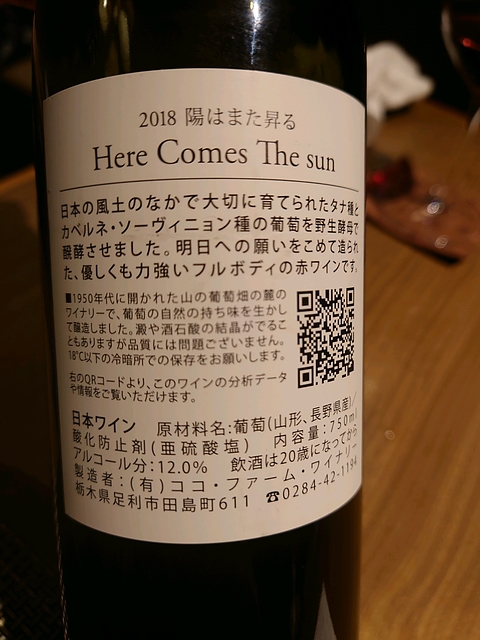 2018 陽はまた昇る
Here Comes The sun
日本の風土のなかで大切に育てられたタナ種と
カベルネ・ソーヴィニョン種の葡萄を野生酵母で
醗酵させました。明日への願いをこめて造られ
た、優しくも力強いフルボディの赤ワインです。
■1950年代に開かれた山の葡萄畑の麓の
ワイナリーで、葡萄の自然の持ち味を生かし
て醸造しました。澱や酒石酸の結晶がでるこ
ともありますが品質には問題ございません。
18℃以下の冷暗所での保存をお願いします。
右のQRコードより、このワインの分析データ
や情報をご覧いただけます。
日本ワイン 原材料名:葡萄(山形、長野県産)/
酸化防止剤(亜硫酸塩) 内容量:750ml
アルコール分:12.0% 飲酒は20歳になってから
製造者:(有)ココ・ファーム・ワイナリー
栃木県足利市田島町611 ☎0284-42-1194